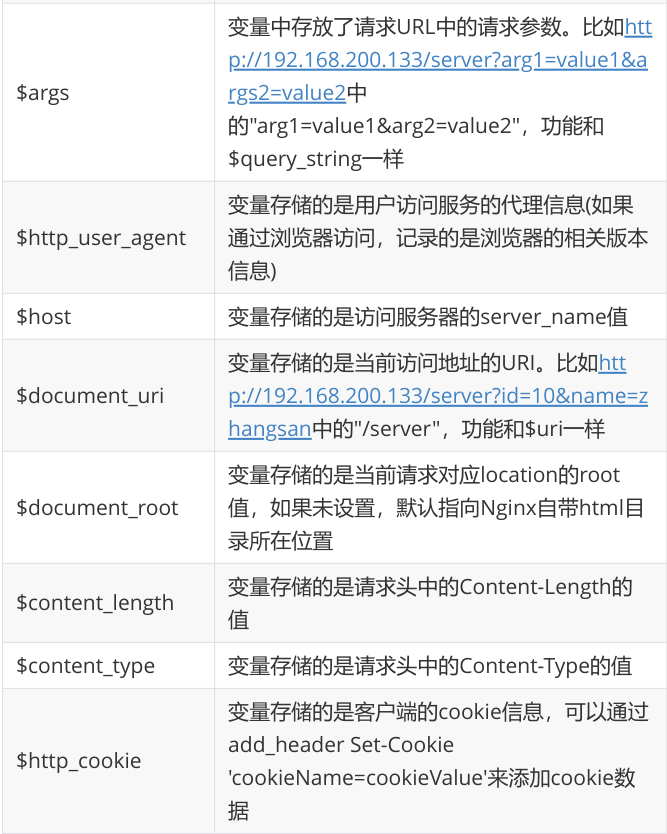 $args
变量中存放了请求URL中的请求参数。比如htt
p://192.168.200.133/server?arg1=value1&a
rgs2=value2中
的"arg1=value1&arg2=value2"，功能和
$query_string一样
$http_user_agent
变量存储的是用户访问服务的代理信息(如果
通过浏览器访问，记录的是浏览器的相关版本
信息)
$host
变量存储的是访问服务器的server_name值
$document_uri
变量存储的是当前访问地址的URI。比如htt
p://192.168.200.133/server?id=10&name=z
hangsan中的"/server"，功能和$uri一样
$document_root
变量存储的是当前请求对应location的root
值，如果未设置，默认指向Nginx自带html目
录所在位置
$content_length
变量存储的是请求头中的Content-Length的
值
$content_type
变量存储的是请求头中的Content-Type的值
$http_cookie
变量存储的是客户端的cookie信息，可以通过
add_header Set-Cookie
'cookieName=cookieValue'来添加cookie数
据